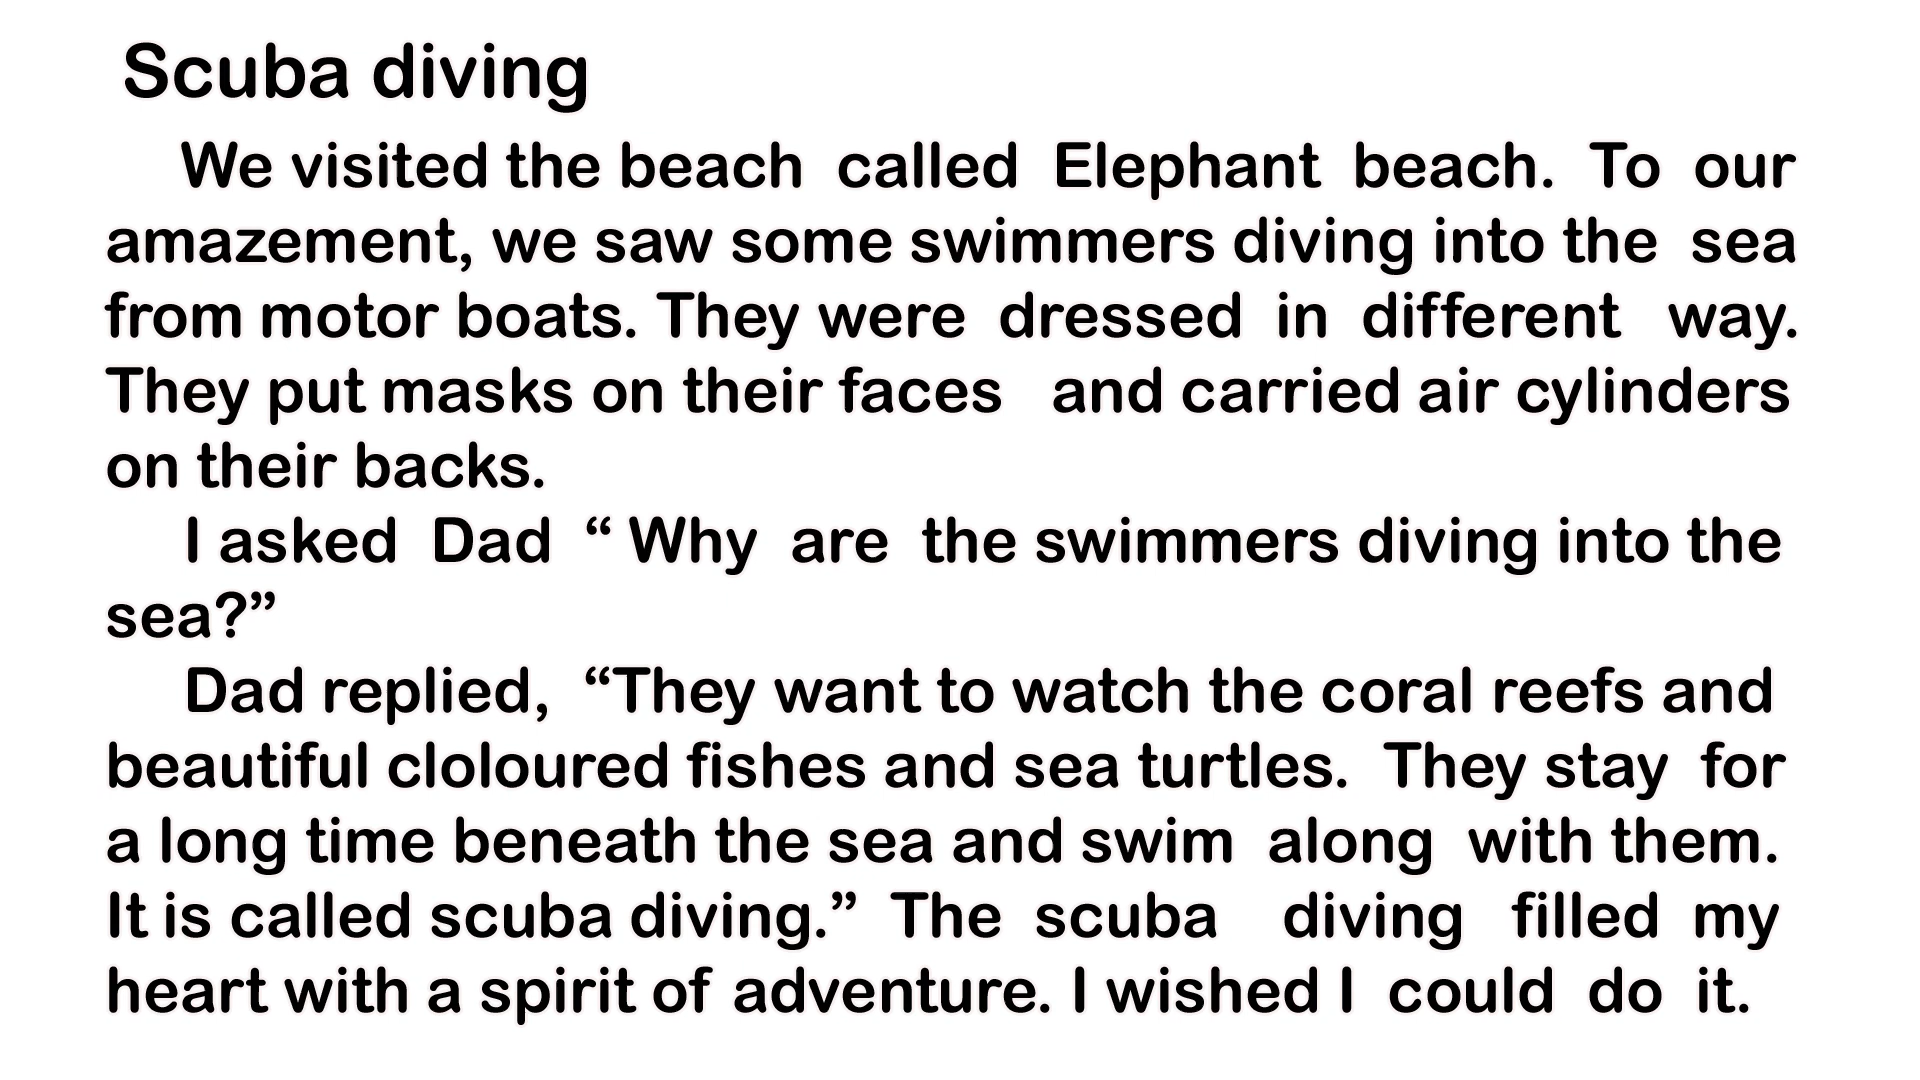 Scuba diving
We visited the beach called Elephant beach. To our
amazement, we saw some swimmers diving into the sea
from motor boats. They were dressed in different way.
They put masks on their faces and carried air cylinders
on their backs.
I asked Dad “ Why are the swimmers diving into the
sea?”
Dad replied, “They want to watch the coral reefs and
beautiful cloloured fishes and sea turtles. They stay for
a long time beneath the sea and swim along with them.
It is called scuba diving.” The scuba diving filled my
heart with a spirit of adventure. I wished I could do it.